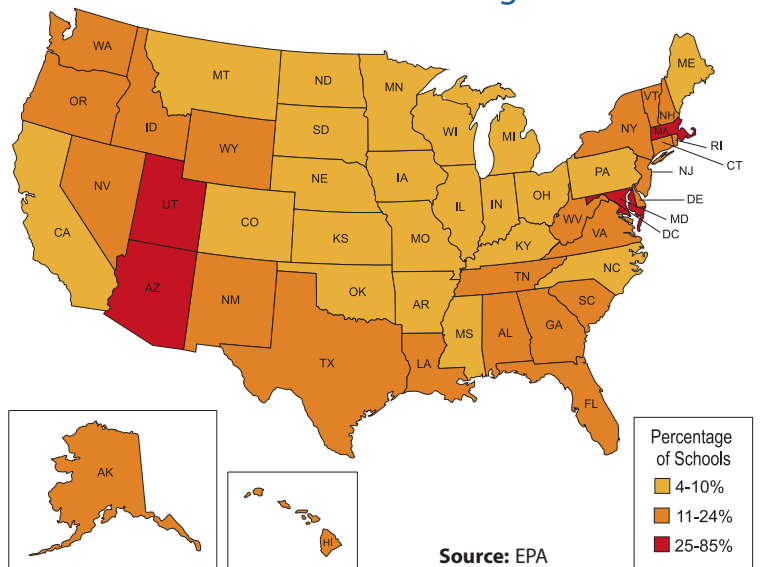 WA
MT
ND
MN
ME
OR
ID
SD
WI
MI
VT
NH
NY
MA
RI
CT
WY
NV
NE
IA
PA
NJ
UT
CA
CO
KS
IL
IN
OH
MO
KY
WV
VA
DE
MD
DC
AZ
NM
OK
AR
TN
NC
SC
MS
AL
GA
TX
LA
FL
AK
HI
Percentage
of Schools
4-10%
11-24%
25-85%
Source: EPA